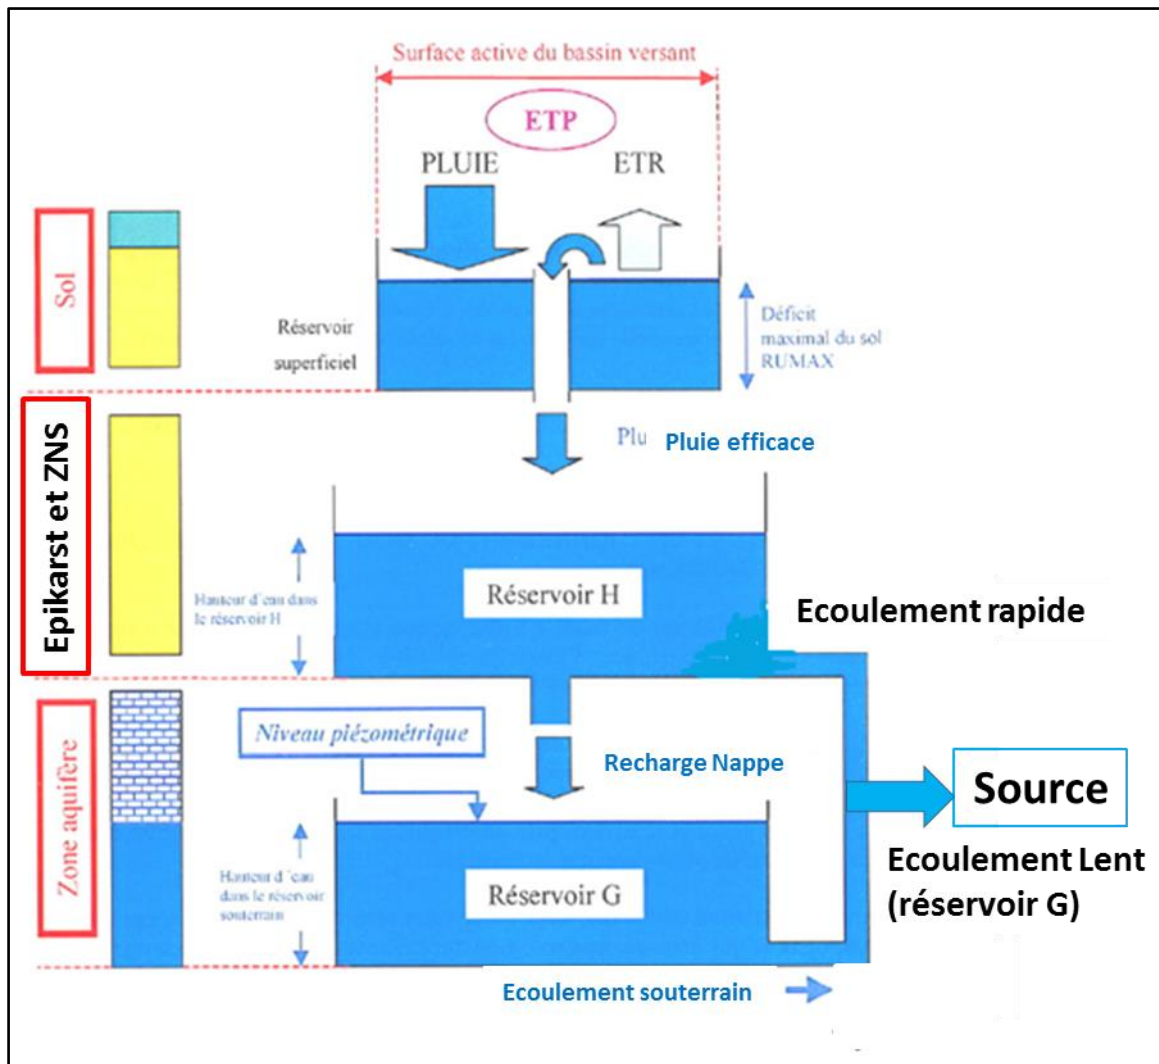 Surface active du bassin versant
ETP
PLUIE
ETR
Sol
Réservoir
superficiel
Déficit
maximal du sol
RUMAX
Epikarst et ZNS
Plu
Pluie efficace
Hauteur d'eau dans
le réservoir H
Réservoir H
Ecoulement rapide
Zone aquifère
Niveau piézométrique
Recharge Nappe
Source
Hauteur d'eau
dans le réservoir
souterrain
Réservoir G
Ecoulement Lent
(réservoir G)
Ecoulement souterrain